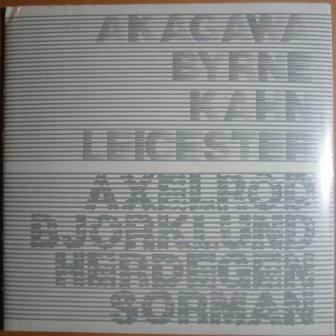 AKAGAWA
BYRNE
KAHN
LEICESTER
AXELROD
BJORKLUND
HERDEGEN
SORMAN